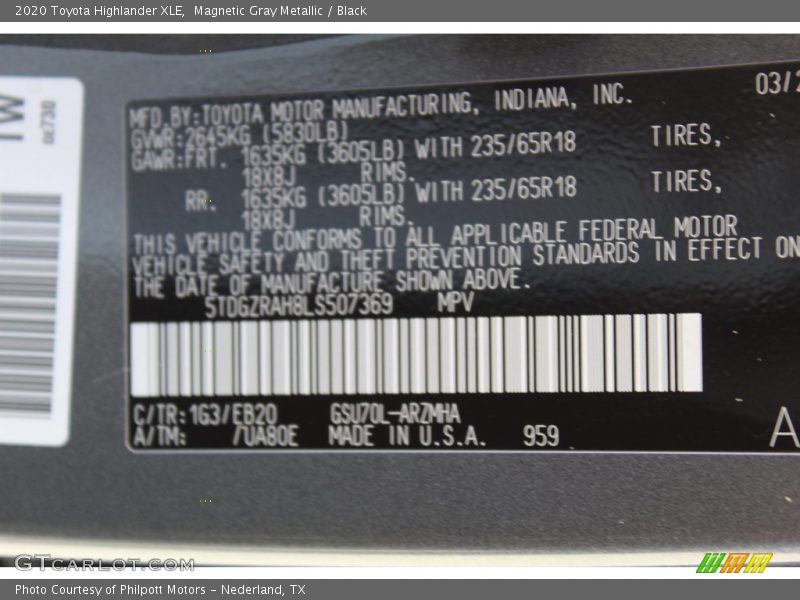 2020 Toyota Highlander XLE, Magnetic Gray Metallic / Black
03/2
MFD.BY:TOYOTA MOTOR MANUFACTURING, INDIANA, INC.
GVWR:2645KG (5830LB)
GAWR:FRT. 1635KG (3605LB) WITH 235/65R18 TIRES,
18X8J RIMS.
RR. 1635KG (3605LB) WITH 235/65R18 TIRES,
18X8J RIMS.
THIS VEHICLE CONFORMS TO ALL APPLICABLE FEDERAL MOTOR
VEHICLE SAFETY AND THEFT PREVENTION STANDARDS IN EFFECT ON
THE DATE OF MANUFACTURE SHOWN ABOVE.
5TDGZRAH8LS507369 MPV
C/TR:1G3/EB20 GSU70L-ARZMHA
A/TM: /UA80E MADE IN U.S.A. 959
A
GTCARLOT.COM
Photo Courtesy of Philpott Motors - Nederland, TX